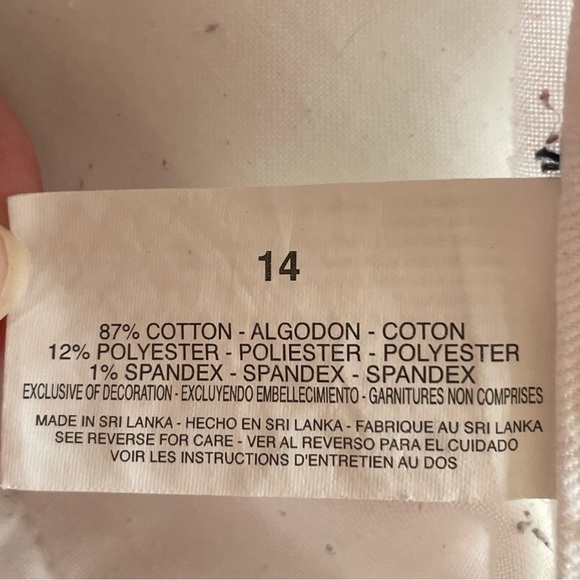 14
87% COTTON - ALGODON - COTON
12% POLYESTER - POLIESTER - POLYESTER
1% SPANDEX - SPANDEX - SPANDEX
EXCLUSIVE OF DECORATION - EXCLUYENDO EMBELLECIMIENTO - GARNITURES NON COMPRISES
MADE IN SRI LANKA - HECHO EN SRI LANKA - FABRIQUE AU SRI LANKA
SEE REVERSE FOR CARE - VER AL REVERSO PARA EL CUIDADO
VOIR LES INSTRUCTIONS D'ENTRETIEN AU DOS